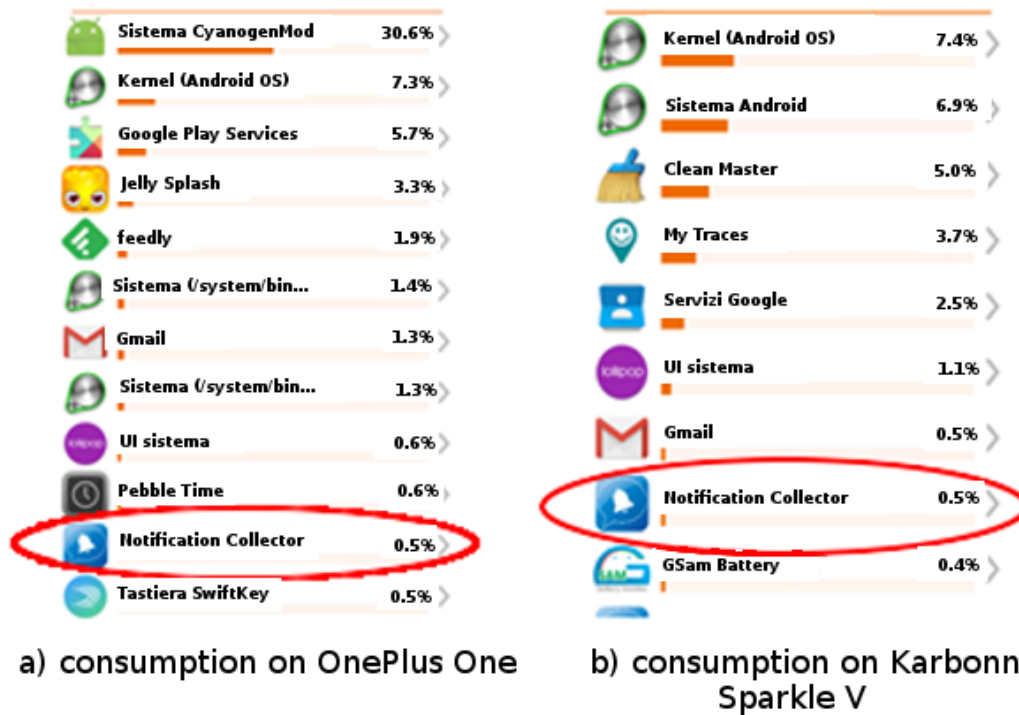 Sistema CyanogenMod 30.6%
Kernel (Android OS) 7.3%
Google Play Services 5.7%
Jelly Splash 3.3%
feedly 1.9%
Sistema (/system/bin... 1.4%
Gmail 1.3%
Sistema (/system/bin... 1.3%
lollipop
UI sistema 0.6%
Pebble Time 0.6%
Notification Collector 0.5%
Tastiera SwiftKey 0.5%
a) consumption on OnePlus One
Kernel (Android OS) 7.4%
Sistema Android 6.9%
Clean Master 5.0%
My Traces 3.7%
Servizi Google 2.5%
lollipop
UI sistema 1.1%
Gmail 0.5%
Notification Collector 0.5%
GSam Battery 0.4%
b) consumption on Karbonn
Sparkle V